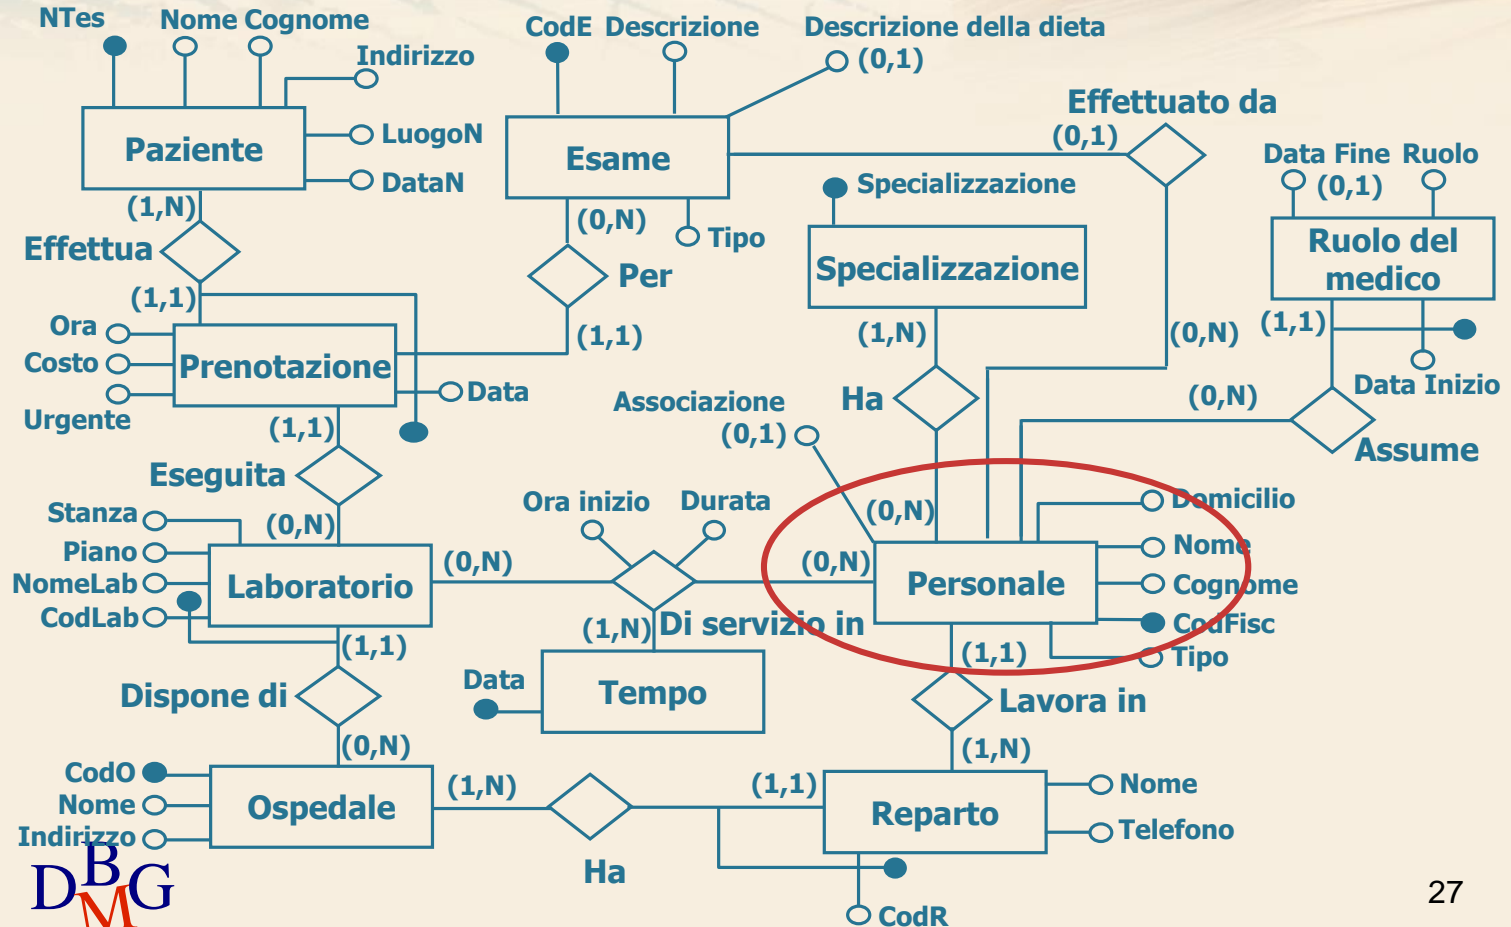 NTes
Nome Cognome
Indirizzo
Paziente
LuogoN
DataN
(1,N)
Effettua
(1,1)
CodE Descrizione
Descrizione della dieta
(0,1)
Esame
(0,N)
Tipo
Per
(1,1)
Effettuato da
(0,1)
(0,N)
Data Fine Ruolo
(0,1)
Ruolo del
medico
(1,1)
Data Inizio
(0,N)
Assume
Specializzazione
Specializzazione
(1,N)
Ha
(0,N)
Ora
Costo
Urgente
Prenotazione
Data
(1,1)
Eseguita
(0,N)
Stanza
Piano
NomeLab
CodLab
Laboratorio
(0,N)
Ora inizio
Durata
Di servizio in
(1,N)
Data
Tempo
Associazione
(0,1)
(0,N)
Personale
Domicilio
Nome
Cognome
CodFisc
Tipo
(1,1)
Lavora in
(1,N)
(1,1)
Dispone di
(0,N)
CodO
Nome
Indirizzo
Ospedale
(1,N)
Ha
(1,1)
Reparto
Nome
Telefono
CodR
DBMG
27